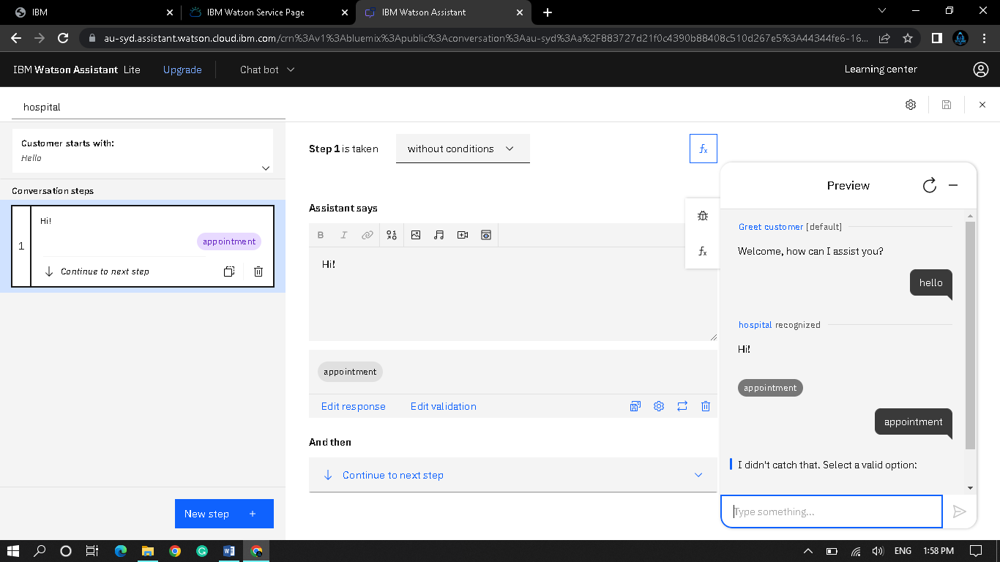 IBM
IBM Watson Service Page
IBM Watson Assistant
au-syd.assistant.watson.cloud.ibm.com/crn%3Av1%3Abluemix%3Apublic%3Aconversation%3Aau-syd%3Aa%2F883727d21f0c4390b88408c510d267e5%3A44344fe6-16...
IBM Watson Assistant Lite
Upgrade
Chat bot
Learning center
hospital
Customer starts with:
Hello
Conversation steps
1
Hi!
appointment
Continue to next step
New step +
Step 1 is taken
without conditions
fx
Assistant says
B I
Hi!
appointment
Edit response
Edit validation
And then
Continue to next step
fx
Preview
Greet customer [default]
Welcome, how can I assist you?
hello
hospital recognized
Hi!
appointment
appointment
I didn't catch that. Select a valid option:
Type something...
ENG
1:58 PM